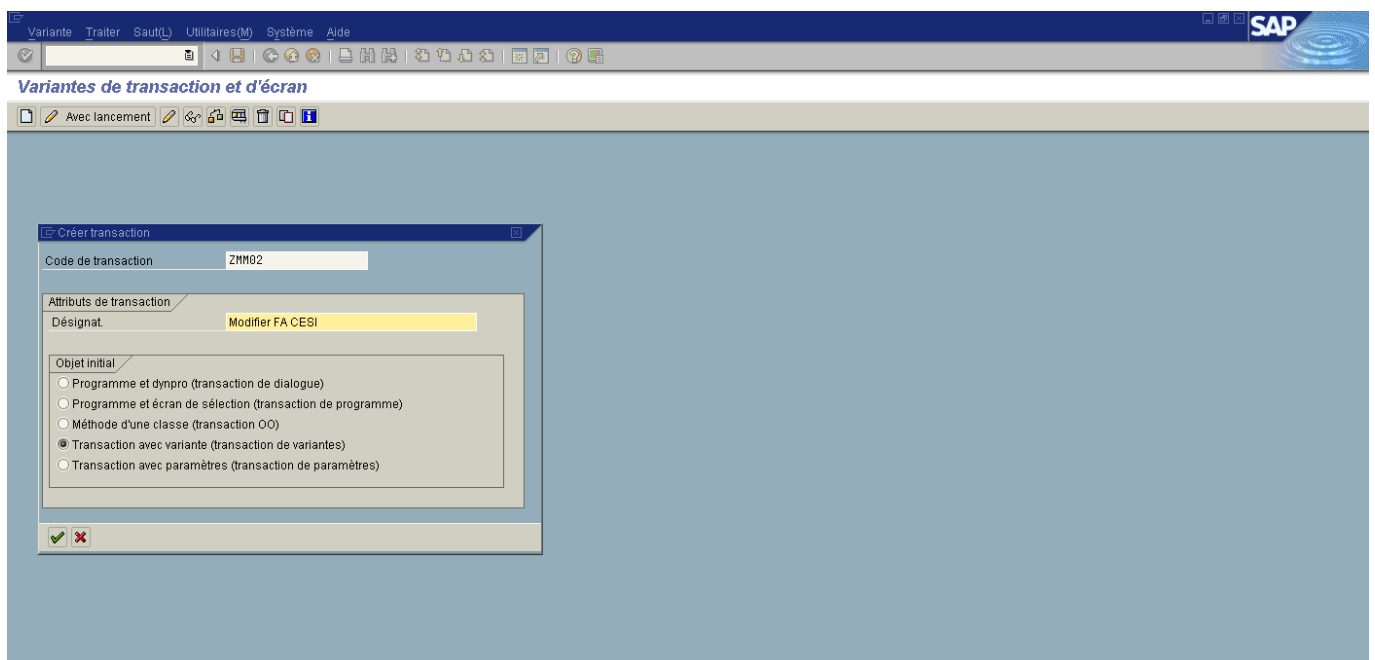 Variante Traiter Saut(L) Utilitaires(M) Système Aide
SAP
Variantes de transaction et d'écran
Avec lancement
Créer transaction
Code de transaction ZMM02
Attributs de transaction
Désignat. Modifier FA CESI
Objet initial
Programme et dynpro (transaction de dialogue)
Programme et écran de sélection (transaction de programme)
Méthode d'une classe (transaction OO)
Transaction avec variante (transaction de variantes)
Transaction avec paramètres (transaction de paramètres)